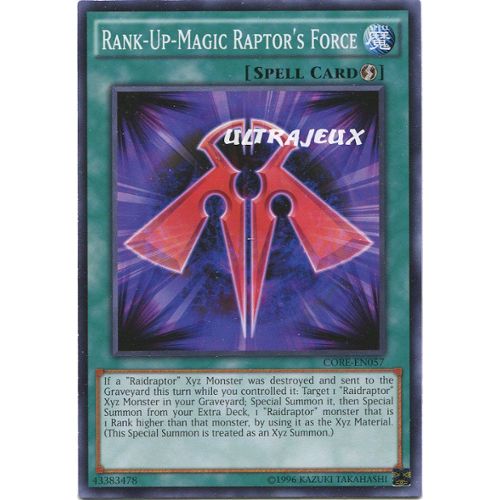 RANK-UP-MAGIC RAPTOR'S FORCE
魔
[SPELL CARD]
ULTRAJEUX
CORE-EN057
If a "Raidraptor" Xyz Monster was destroyed and sent to the
Graveyard this turn while you controlled it: Target 1 "Raidraptor"
Xyz Monster in your Graveyard; Special Summon it, then Special
Summon from your Extra Deck, 1 "Raidraptor" monster that is
1 Rank higher than that monster, by using it as the Xyz Material.
(This Special Summon is treated as an Xyz Summon.)
43383478
©1996 KAZUKI TAKAHASHI